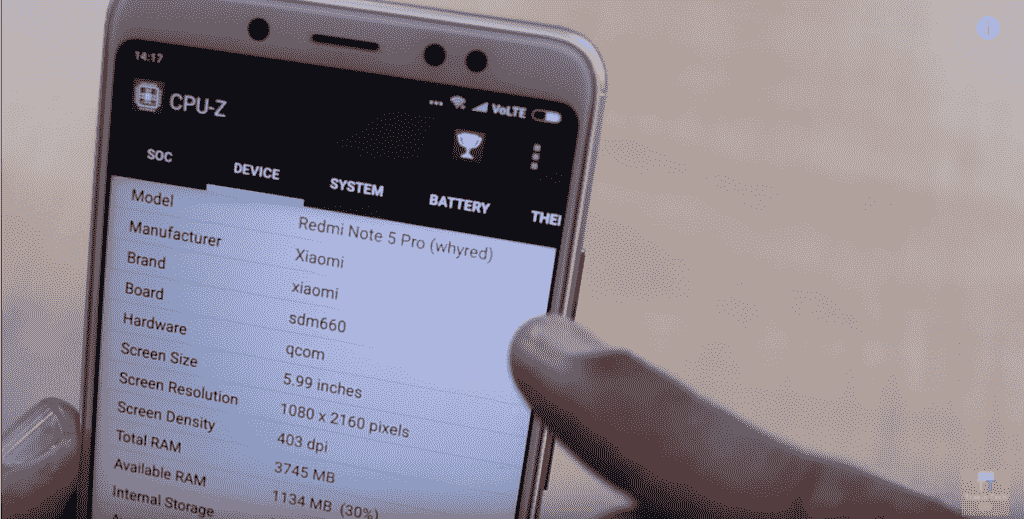 14:17
VoLTE
CPU-Z
SOC DEVICE SYSTEM BATTERY THE
Model Redmi Note 5 Pro (whyred)
Manufacturer Xiaomi
Brand xiaomi
Board sdm660
Hardware qcom
Screen Size 5.99 inches
Screen Resolution 1080 x 2160 pixels
Screen Density 403 dpi
Total RAM 3745 MB
Available RAM 1134 MB (30%)
Internal Storage